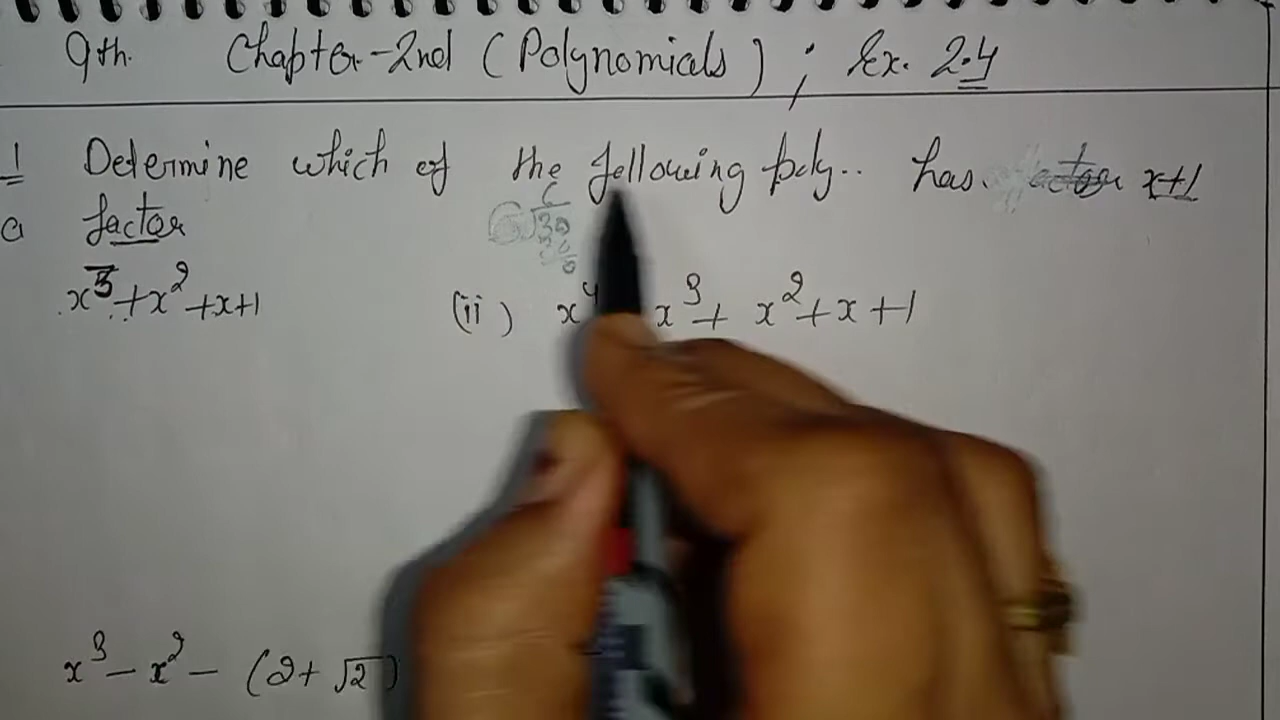 9th. Chapter-2nd (Polynomials) ; Ex. 2.4
1 Determine which of the following poly.. has. x+1
a factor
x³+x²+x+1 (ii) x⁴ x³+ x²+x+1
x³-x²-(2+√2)